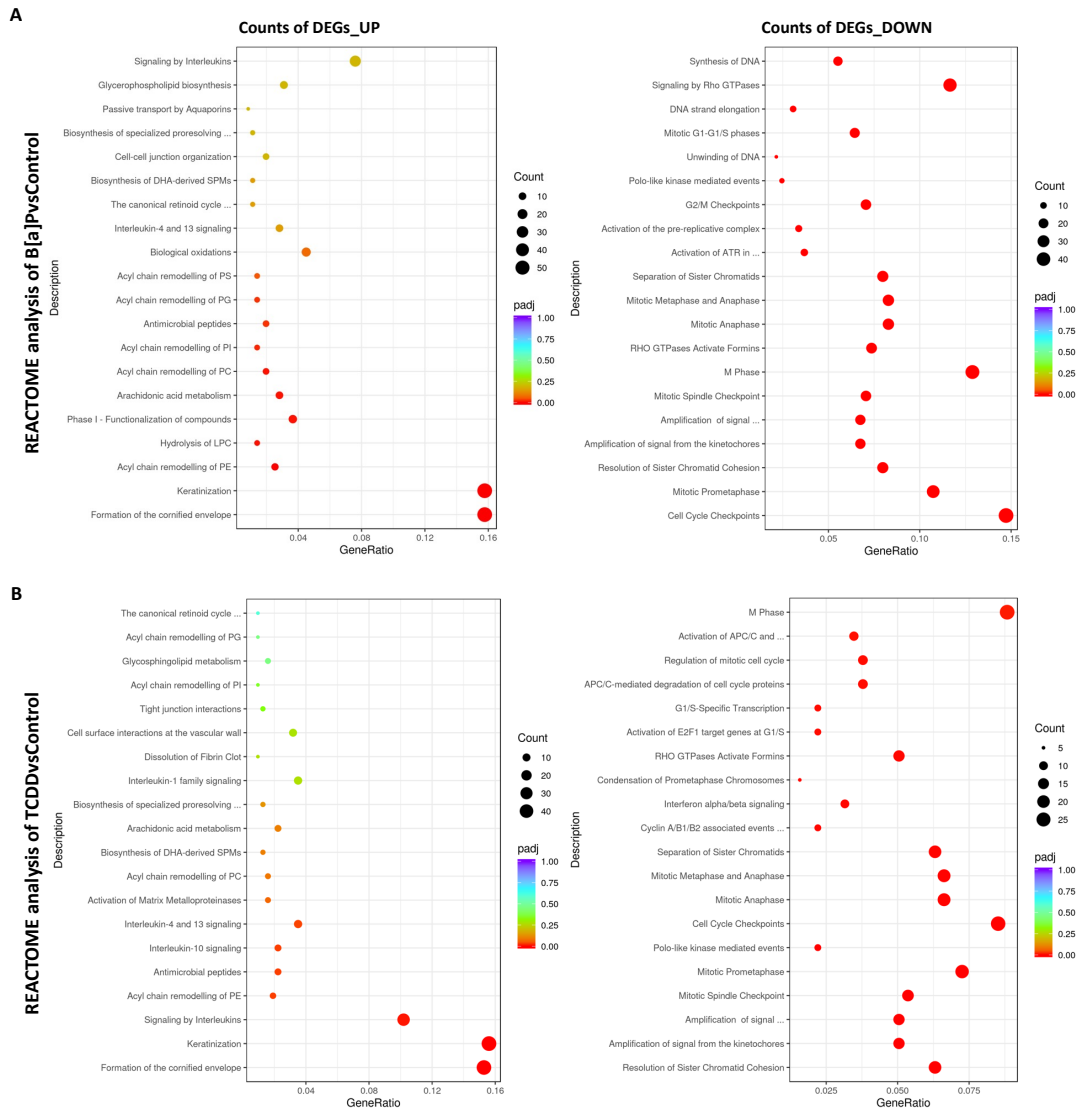 A
Counts of DEGs_UP
Counts of DEGs_DOWN
REACTOME analysis of B[a]PvsControl
Description
Signaling by Interleukins
Glycerophospholipid biosynthesis
Passive transport by Aquaporins
Biosynthesis of specialized proresolving ...
Cell-cell junction organization
Biosynthesis of DHA-derived SPMs
The canonical retinoid cycle ...
Interleukin-4 and 13 signaling
Biological oxidations
Acyl chain remodelling of PS
Acyl chain remodelling of PG
Antimicrobial peptides
Acyl chain remodelling of PI
Acyl chain remodelling of PC
Arachidonic acid metabolism
Phase I - Functionalization of compounds
Hydrolysis of LPC
Acyl chain remodelling of PE
Keratinization
Formation of the cornified envelope
0.04 0.08 0.12 0.16
GeneRatio
Count
10
20
30
40
50
padj
1.00
0.75
0.50
0.25
0.00
Description
Synthesis of DNA
Signaling by Rho GTPases
DNA strand elongation
Mitotic G1-G1/S phases
Unwinding of DNA
Polo-like kinase mediated events
G2/M Checkpoints
Activation of the pre-replicative complex
Activation of ATR in ...
Separation of Sister Chromatids
Mitotic Metaphase and Anaphase
Mitotic Anaphase
RHO GTPases Activate Formins
M Phase
Mitotic Spindle Checkpoint
Amplification of signal ...
Amplification of signal from the kinetochores
Resolution of Sister Chromatid Cohesion
Mitotic Prometaphase
Cell Cycle Checkpoints
0.05 0.10 0.15
GeneRatio
Count
10
20
30
40
padj
1.00
0.75
0.50
0.25
0.00
B
REACTOME analysis of TCDDvsControl
Description
The canonical retinoid cycle ...
Acyl chain remodelling of PG
Glycosphingolipid metabolism
Acyl chain remodelling of PI
Tight junction interactions
Cell surface interactions at the vascular wall
Dissolution of Fibrin Clot
Interleukin-1 family signaling
Biosynthesis of specialized proresolving ...
Arachidonic acid metabolism
Biosynthesis of DHA-derived SPMs
Acyl chain remodelling of PC
Activation of Matrix Metalloproteinases
Interleukin-4 and 13 signaling
Interleukin-10 signaling
Antimicrobial peptides
Acyl chain remodelling of PE
Signaling by Interleukins
Keratinization
Formation of the cornified envelope
0.04 0.08 0.12 0.16
GeneRatio
Count
10
20
30
40
padj
1.00
0.75
0.50
0.25
0.00
Description
M Phase
Activation of APC/C and ...
Regulation of mitotic cell cycle
APC/C-mediated degradation of cell cycle proteins
G1/S-Specific Transcription
Activation of E2F1 target genes at G1/S
RHO GTPases Activate Formins
Condensation of Prometaphase Chromosomes
Interferon alpha/beta signaling
Cyclin A/B1/B2 associated events ...
Separation of Sister Chromatids
Mitotic Metaphase and Anaphase
Mitotic Anaphase
Cell Cycle Checkpoints
Polo-like kinase mediated events
Mitotic Prometaphase
Mitotic Spindle Checkpoint
Amplification of signal ...
Amplification of signal from the kinetochores
Resolution of Sister Chromatid Cohesion
0.025 0.050 0.075
GeneRatio
Count
5
10
15
20
25
padj
1.00
0.75
0.50
0.25
0.00